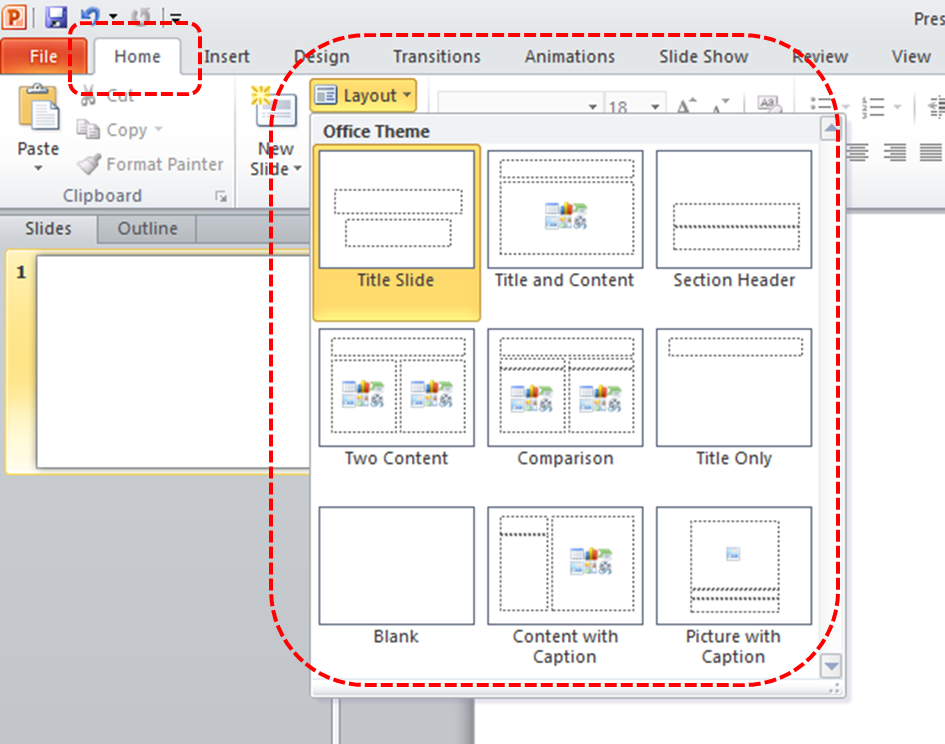 P
Pres
File Home Insert Design Transitions Animations Slide Show Review View
Cut
Copy
Format Painter
Paste
Clipboard
New
Slide
Layout
18
Office Theme
Title Slide
Title and Content
Section Header
Two Content
Comparison
Title Only
Blank
Content with
Caption
Picture with
Caption
Slides Outline
1